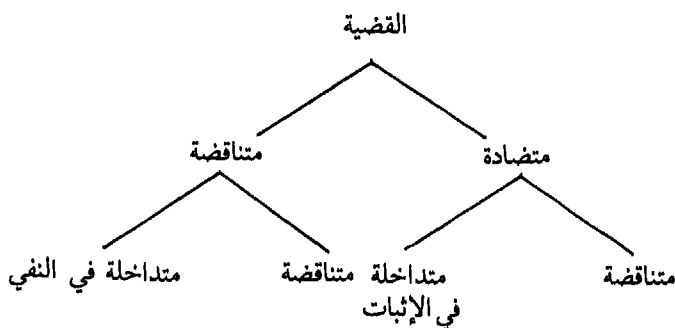 القضية
متضادة
متناقضة
متناقضة
متداخلة في الإثبات
متناقضة
متداخلة في النفي